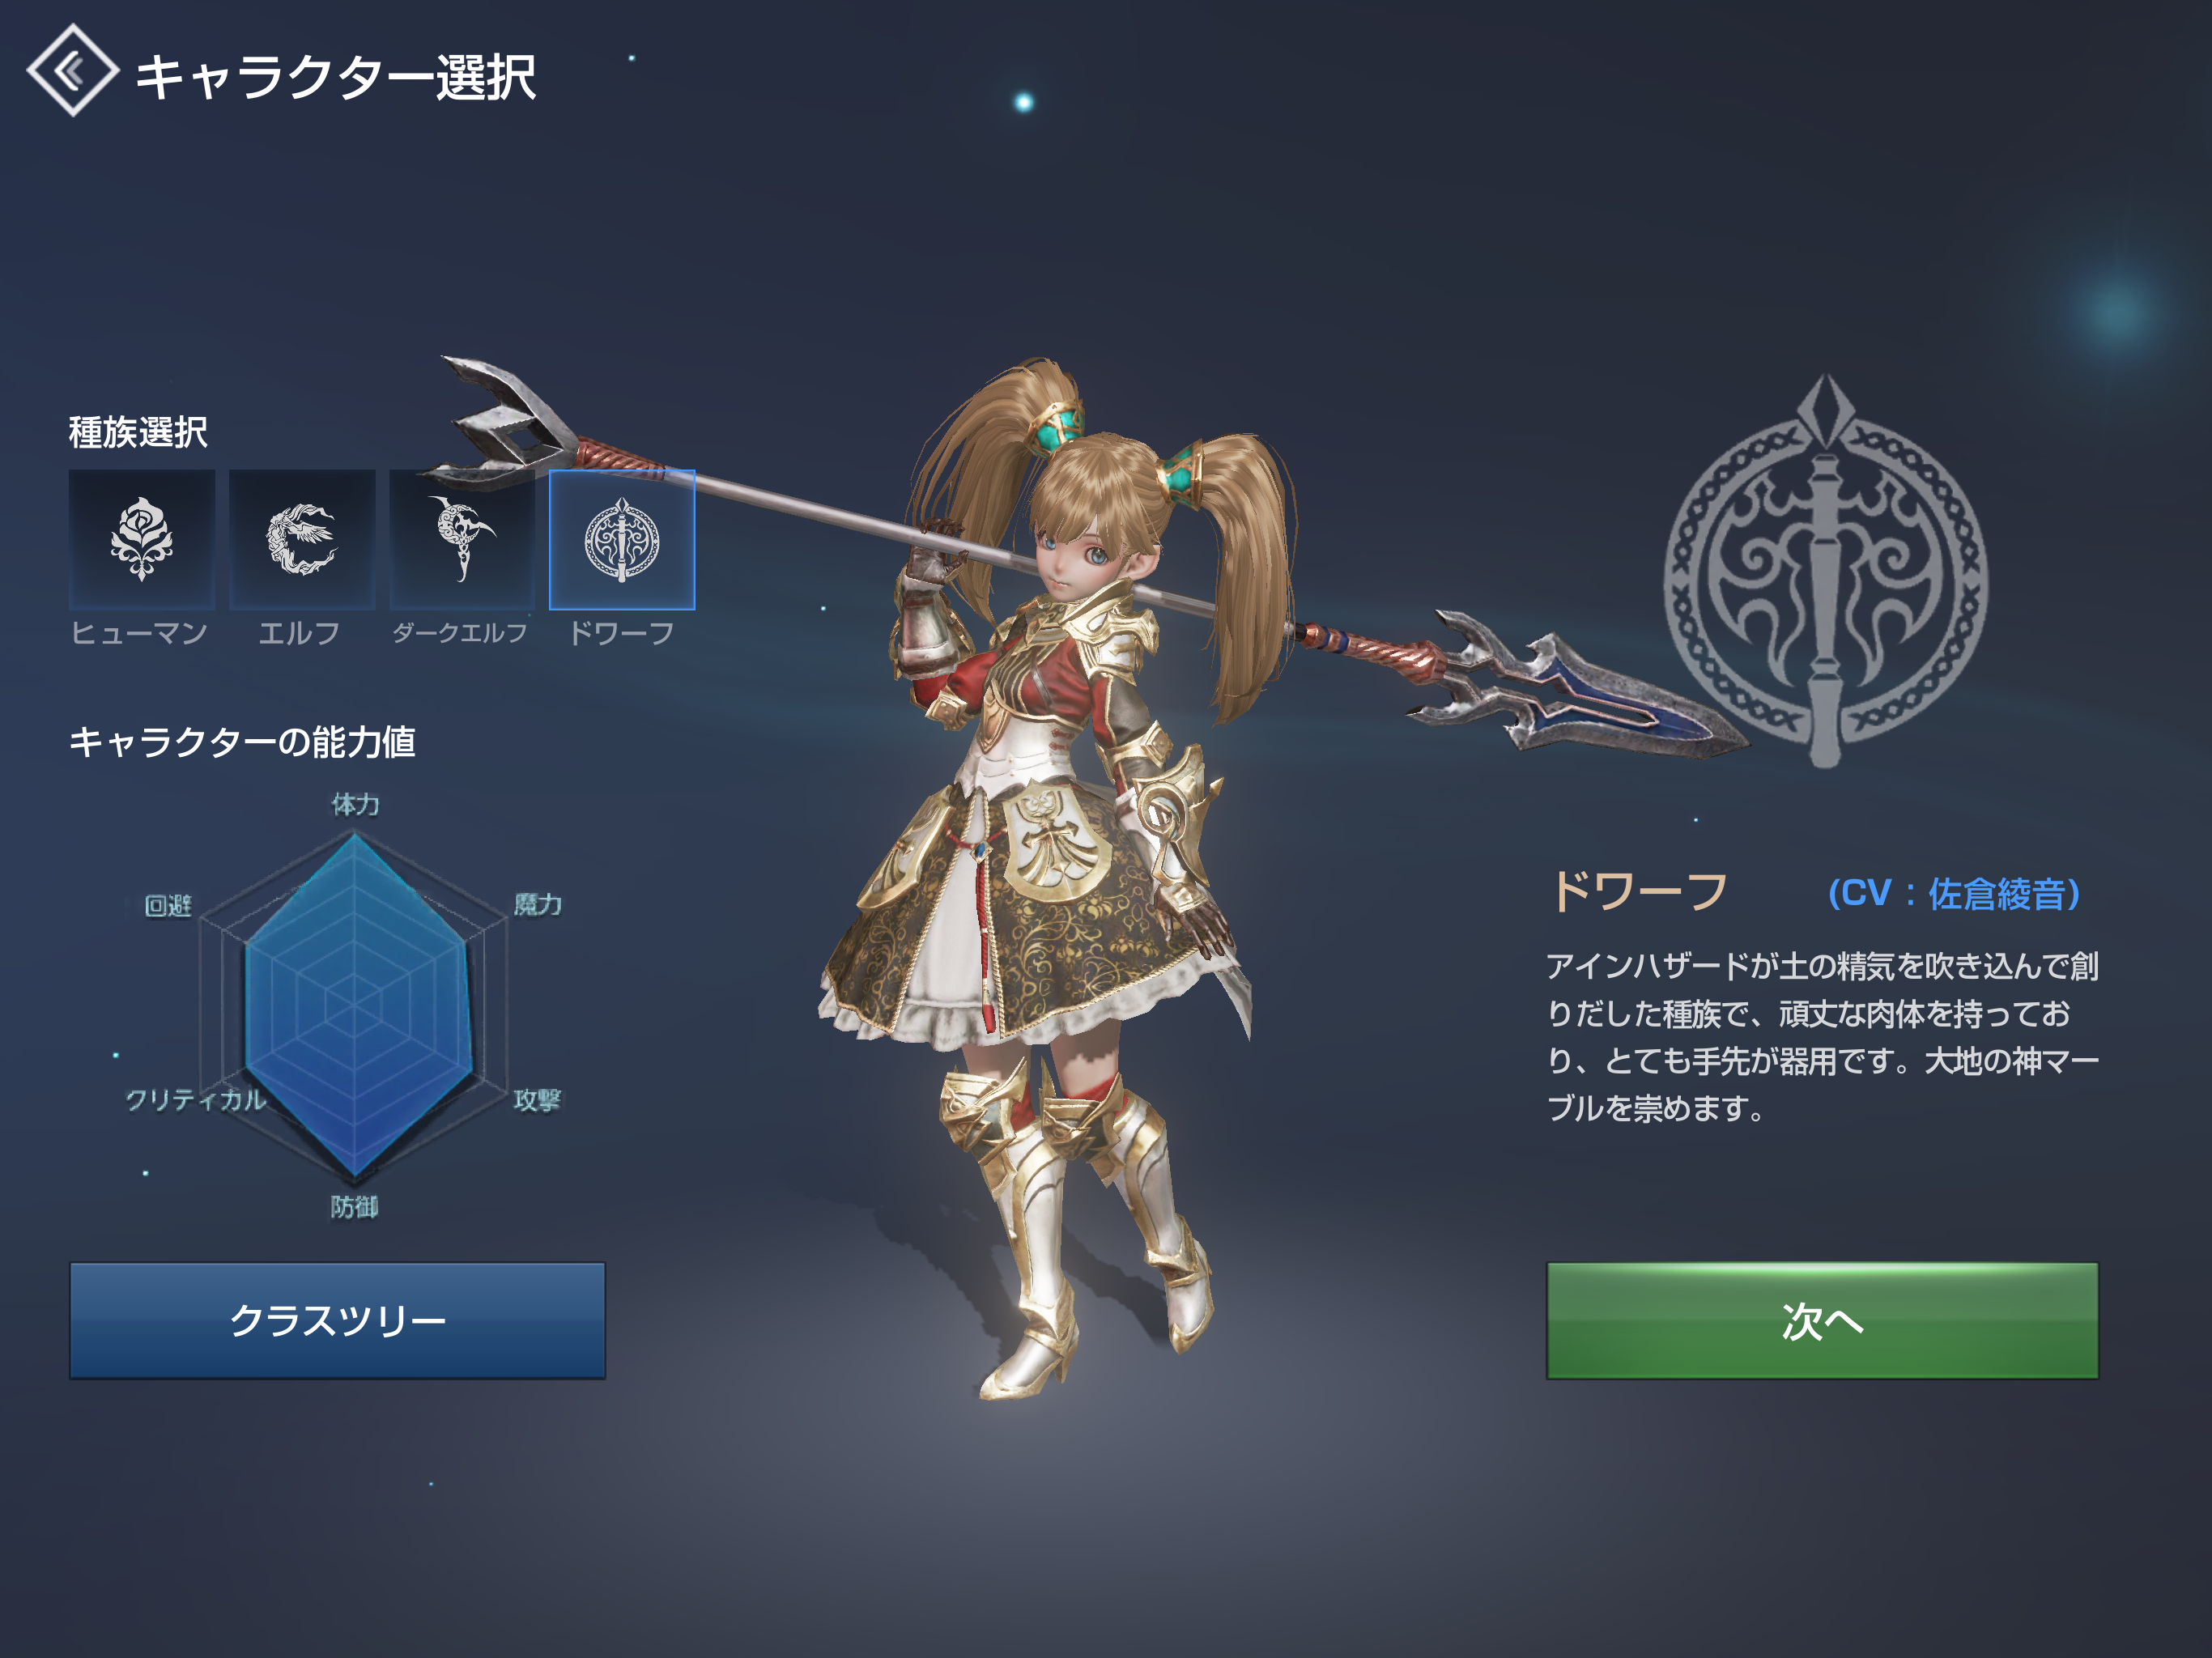 キャラクター選択
種族選択
ヒューマン
エルフ
ダークエルフ
ドワーフ
キャラクターの能力値
体力
回避
魔力
クリティカル
攻撃
防御
クラスツリー
ドワーフ (CV：佐倉綾音)
アインハザードが土の精気を吹き込んで創
りだした種族で、頑丈な肉体を持ってお
り、とても手先が器用です。大地の神マー
ブルを崇めます。
次へ